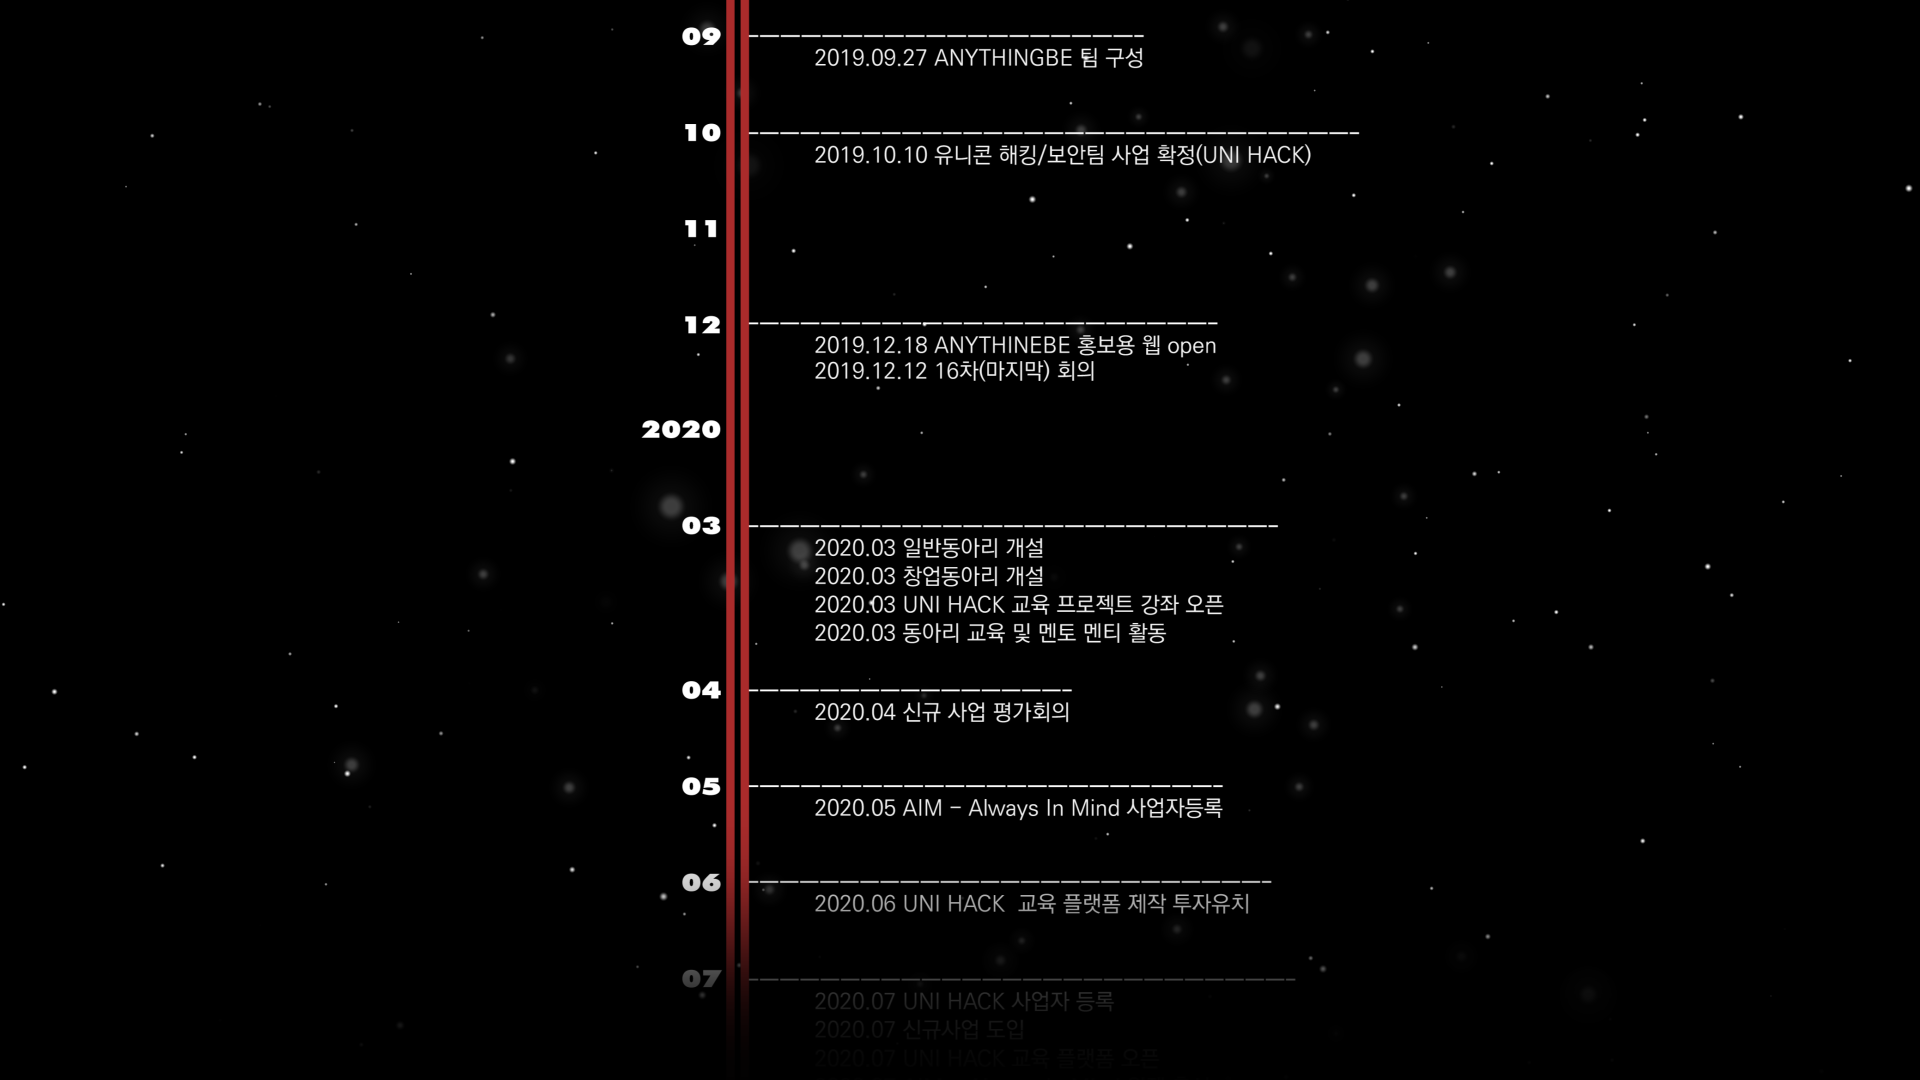 09
2019.09.27 ANYTHINGBE 팀 구성
10
2019.10.10 유니콘 해킹/보안팀 사업 확정(UNI HACK)
11
12
2019.12.18 ANYTHINEBE 홍보용 웹 open
2019.12.12 16차(마지막) 회의
2020
03
2020.03 일반동아리 개설
2020.03 창업동아리 개설
2020.03 UNI HACK 교육 프로젝트 강좌 오픈
2020.03 동아리 교육 및 멘토 멘티 활동
04
2020.04 신규 사업 평가회의
05
2020.05 AIM - Always In Mind 사업자등록
06
2020.06 UNI HACK 교육 플랫폼 제작 투자유치
07
2020.07 UNI HACK 사업자 등록
2020.07 신규사업 도입
2020.07 UNI HACK 교육 플랫폼 오픈